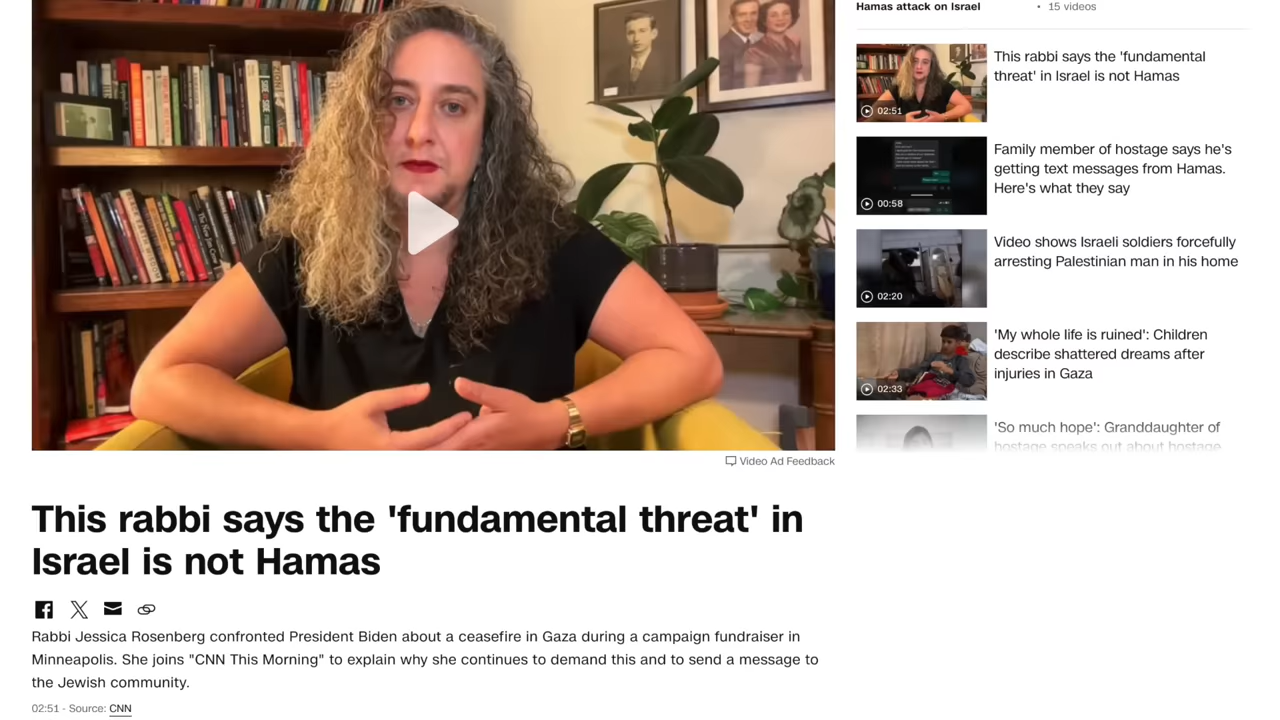 Hamas attack on Israel • 15 videos
This rabbi says the 'fundamental
threat' in Israel is not Hamas
02:51
Family member of hostage says he's
getting text messages from Hamas.
Here's what they say
00:58
Video shows Israeli soldiers forcefully
arresting Palestinian man in his home
02:20
'My whole life is ruined': Children
describe shattered dreams after
injuries in Gaza
02:33
'So much hope': Granddaughter of
hostage speaks out about hostage
Video Ad Feedback
This rabbi says the 'fundamental threat' in
Israel is not Hamas
Rabbi Jessica Rosenberg confronted President Biden about a ceasefire in Gaza during a campaign fundraiser in
Minneapolis. She joins "CNN This Morning" to explain why she continues to demand this and to send a message to
the Jewish community.
02:51 - Source: CNN